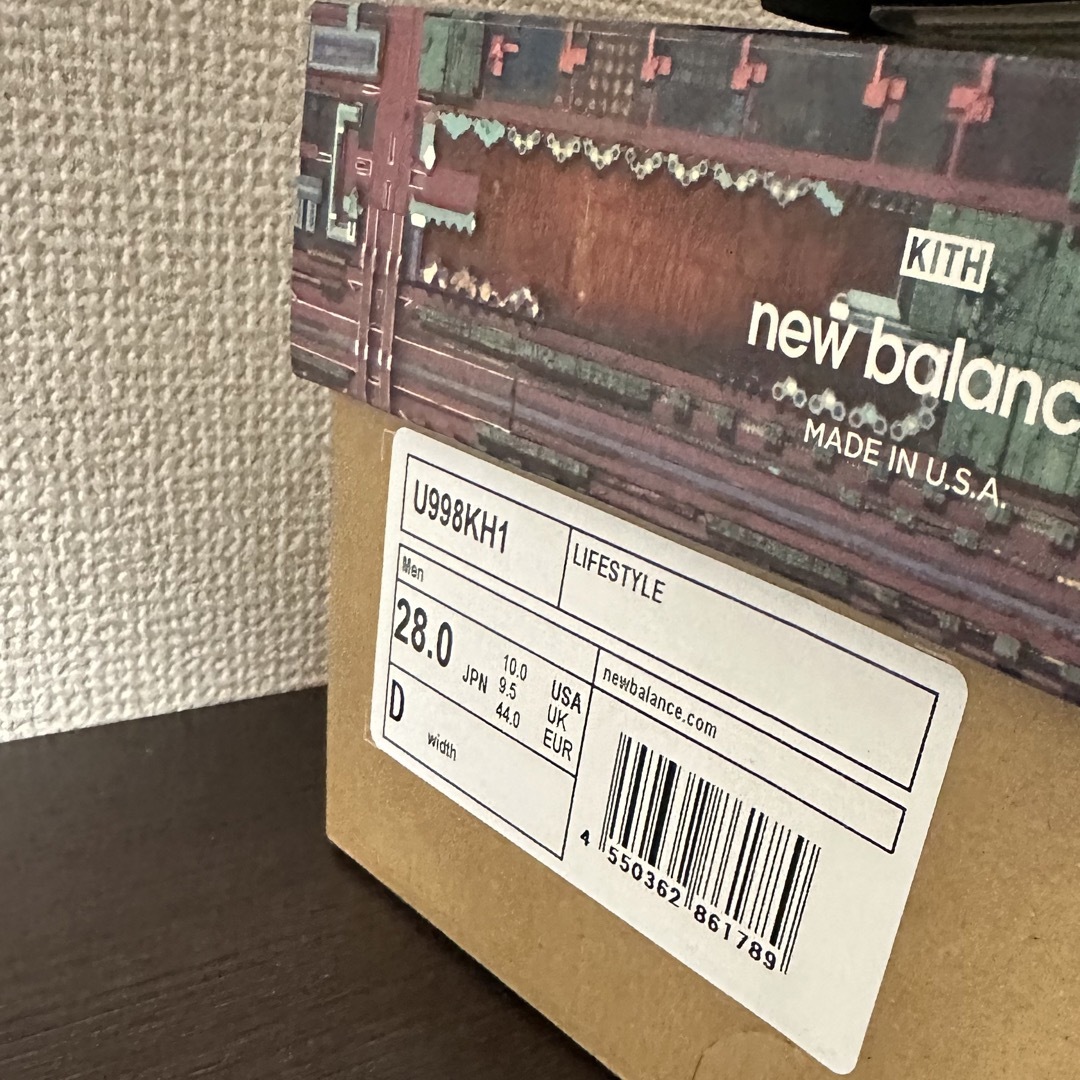 KITH
new balanc
MADE IN U.S.A.
U998KH1
LIFESTYLE
Men
28.0 JPN
10.0 USA
9.5 UK
44.0 EUR
D
width
newbalance.com
4 550362 861789